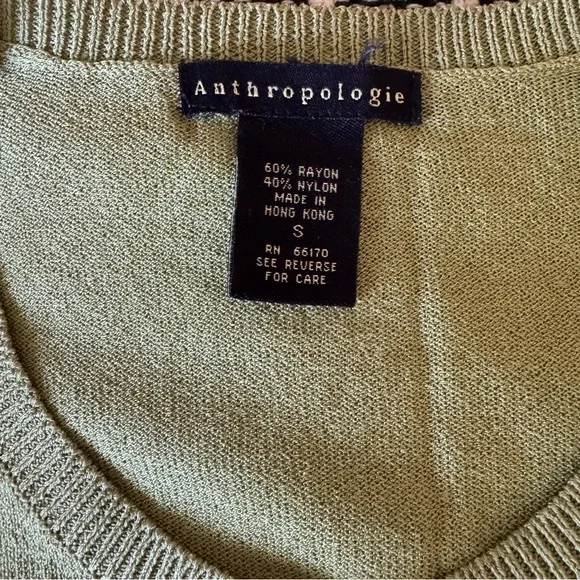 Anthropologie
60% RAYON
40% NYLON
MADE IN
HONG KONG
S
RN 66170
SEE REVERSE
FOR CARE